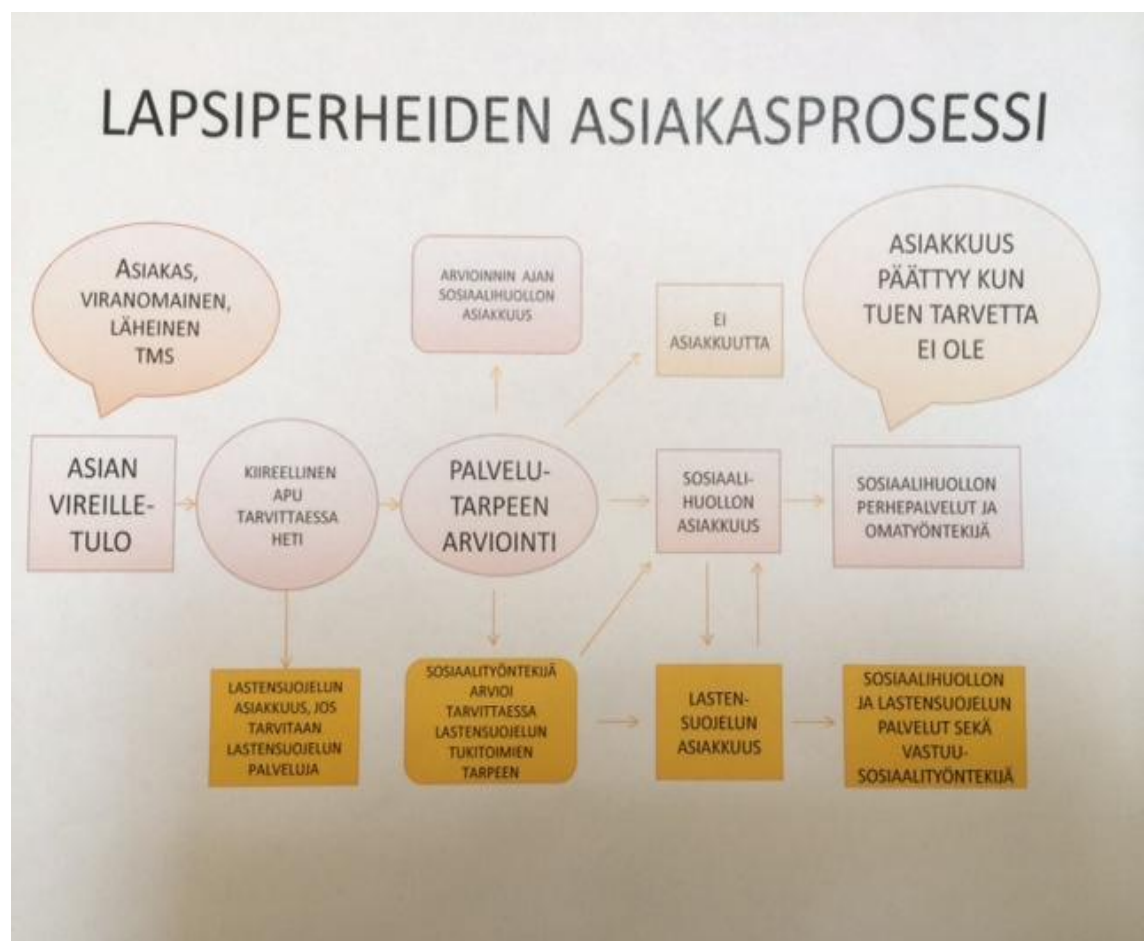 LAPSIPERHEIDEN ASIAKASPROSESSI
ASIAKAS,
VIRANOMAINEN,
LÄHEINEN
TMS
ARVIOINNIN AJAN
SOSIAALIHUOLLON
ASIAKKUUS
EI
ASIAKKUUTTA
ASIAKKUUS
PÄÄTTYY KUN
TUEN TARVETTA
EI OLE
ASIAN
VIREILLE-
TULO
KIIREELLINEN
APU
TARVITTAESSA
HETI
PALVELU-
TARPEEN
ARVIOINTI
SOSIAALI-
HUOLLON
ASIAKKUUS
SOSIAALIHUOLLON
PERHEPALVELUT JA
OMATYÖNTEKIJÄ
LASTENSUOJELUN
ASIAKKUUS, JOS
TARVITAAN
LASTENSUOJELUN
PALVELUJA
SOSIAALITYÖNTEKIJÄ
ARVIOI
TARVITTAESSA
LASTENSUOJELUN
TUKITOIMIEN
TARPEEN
LASTEN-
SUOJELUN
ASIAKKUUS
SOSIAALIHUOLLON
JA LASTENSUOJELUN
PALVELUT SEKÄ
VASTUU-
SOSIAALITYÖNTEKIJÄ